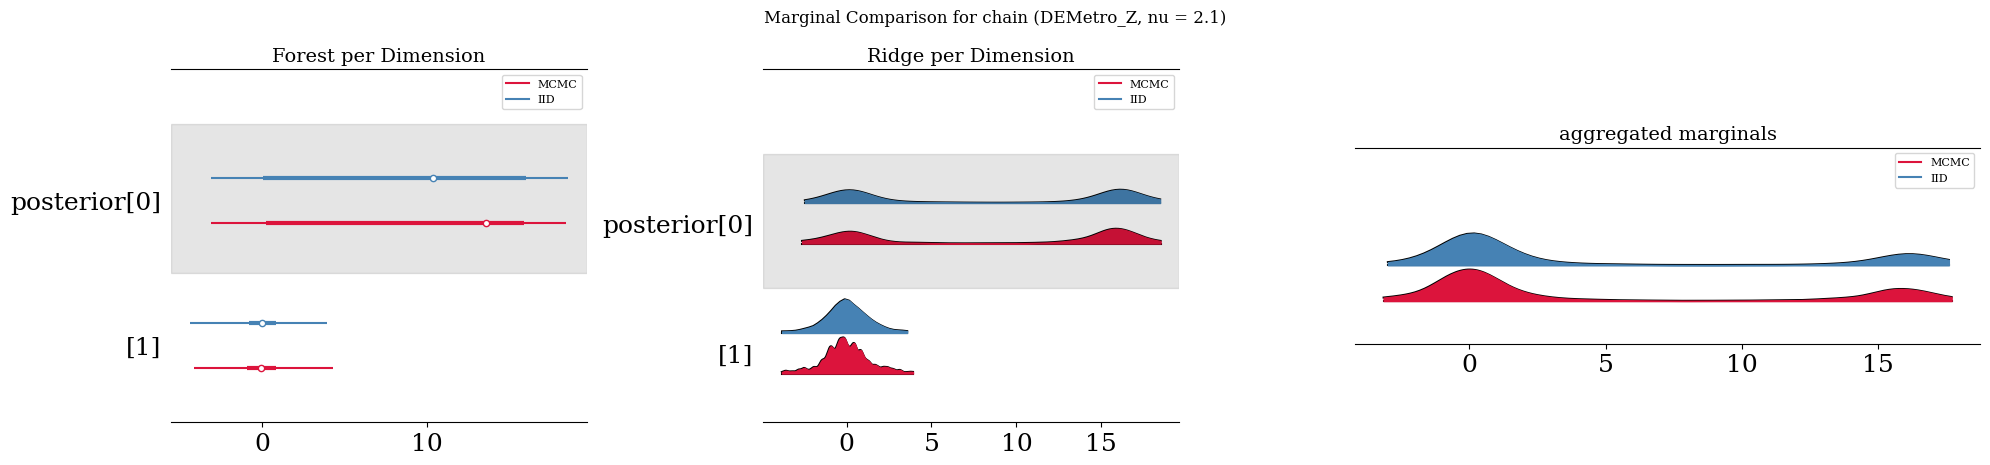 Marginal Comparison for chain (DEMetro_Z, nu = 2.1)
Forest per Dimension
MCMC
IID
posterior[0]
[1]
0 10
Ridge per Dimension
MCMC
IID
posterior[0]
[1]
0 5 10 15
aggregated marginals
MCMC
IID
0 5 10 15